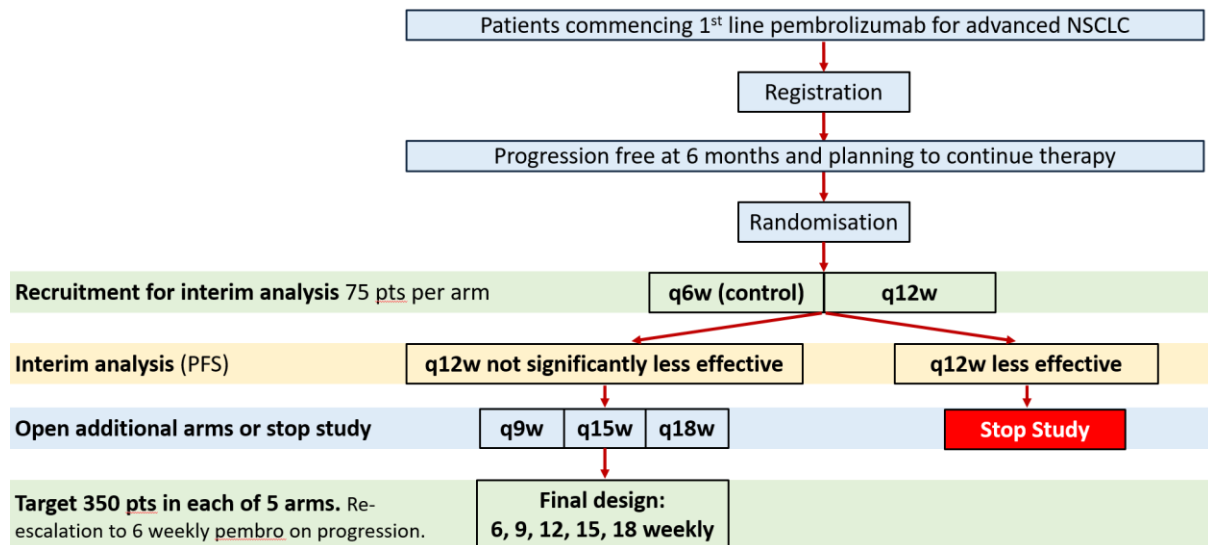 Patients commencing 1st line pembrolizumab for advanced NSCLC
Registration
Progression free at 6 months and planning to continue therapy
Randomisation
Recruitment for interim analysis 75 pts per arm
q6w (control)
q12w
Interim analysis (PFS)
q12w not significantly less effective
q12w less effective
Open additional arms or stop study
q9w
q15w
q18w
Stop Study
Target 350 pts in each of 5 arms. Re-
escalation to 6 weekly pembro on progression.
Final design:
6, 9, 12, 15, 18 weekly